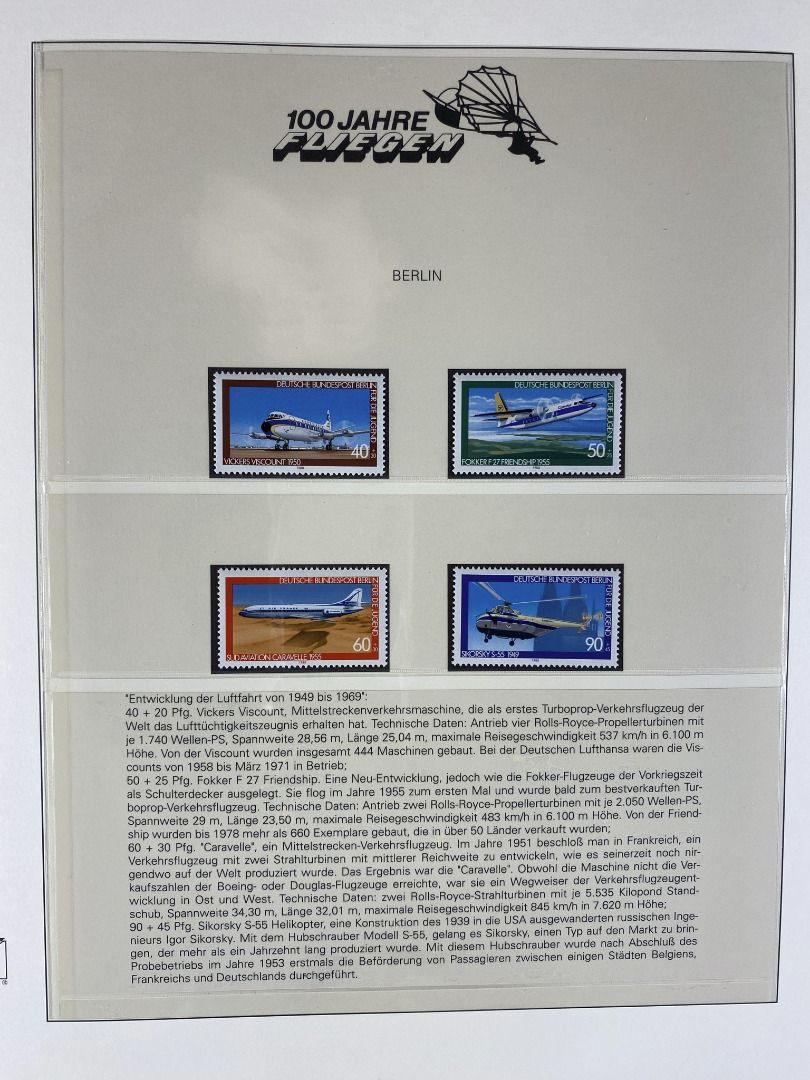 100 JAHRE
FLIEGEN
BERLIN
DEUTSCHE BUNDESPOST BERLIN
FÜR DIE JUGEND
40
+20
VICKERS VISCOUNT 1950
1980
DEUTSCHE BUNDESPOST BERLIN
FÜR DIE JUGEND
50
+25
FOKKER F 27 FRIENDSHIP 1955
1980
DEUTSCHE BUNDESPOST BERLIN
FÜR DIE JUGEND
AIR FRANCE
60
+30
SUD AVIATION CARAVELLE 1955
1980
DEUTSCHE BUNDESPOST BERLIN
FÜR DIE JUGEND
90
+45
SIKORSKY S-55 1949
1980
"Entwicklung der Luftfahrt von 1949 bis 1969":
40 + 20 Pfg. Vickers Viscount, Mittelstreckenverkehrsmaschine, die als erstes Turboprop-Verkehrsflugzeug der
Welt das Lufttüchtigkeitszeugnis erhalten hat. Technische Daten: Antrieb vier Rolls-Royce-Propellerturbinen mit
je 1.740 Wellen-PS, Spannweite 28,56 m, Länge 25,04 m, maximale Reisegeschwindigkeit 537 km/h in 6.100 m
Höhe. Von der Viscount wurden insgesamt 444 Maschinen gebaut. Bei der Deutschen Lufthansa waren die Vis-
counts von 1958 bis März 1971 in Betrieb;
50 + 25 Pfg. Fokker F 27 Friendship. Eine Neu-Entwicklung, jedoch wie die Fokker-Flugzeuge der Vorkriegszeit
als Schulterdecker ausgelegt. Sie flog im Jahre 1955 zum ersten Mal und wurde bald zum bestverkauften Tur-
boprop-Verkehrsflugzeug. Technische Daten: Antrieb zwei Rolls-Royce-Propellerturbinen mit je 2.050 Wellen-PS,
Spannweite 29 m, Länge 23,50 m, maximale Reisegeschwindigkeit 483 km/h in 6.100 m Höhe. Von der Friend-
ship wurden bis 1978 mehr als 660 Exemplare gebaut, die in über 50 Länder verkauft wurden;
60 + 30 Pfg. "Caravelle", ein Mittelstrecken-Verkehrsflugzeug. Im Jahre 1951 beschloß man in Frankreich, ein
Verkehrsflugzeug mit zwei Strahlturbinen mit mittlerer Reichweite zu entwickeln, wie es seinerzeit noch nir-
gendwo auf der Welt produziert wurde. Das Ergebnis war die "Caravelle". Obwohl die Maschine nicht die Ver-
kaufszahlen der Boeing- oder Douglas-Flugzeuge erreichte, war sie ein Wegweiser der Verkehrsflugzeugent-
wicklung in Ost und West. Technische Daten: zwei Rolls-Royce-Strahlturbinen mit je 5.535 Kilopond Stand-
schub, Spannweite 34,30 m, Länge 32,01 m, maximale Reisegeschwindigkeit 845 km/h in 7.620 m Höhe;
90 + 45 Pfg. Sikorsky S-55 Helikopter, eine Konstruktion des 1939 in die USA ausgewanderten russischen Inge-
nieurs Igor Sikorsky. Mit dem Hubschrauber Modell S-55, gelang es Sikorsky, einen Typ auf den Markt zu brin-
gen, der mehr als ein Jahrzehnt lang produziert wurde. Mit diesem Hubschrauber wurde nach Abschluß des
Probebetriebs im Jahre 1953 erstmals die Beförderung von Passagieren zwischen einigen Städten Belgiens,
Frankreichs und Deutschlands durchgeführt.
®